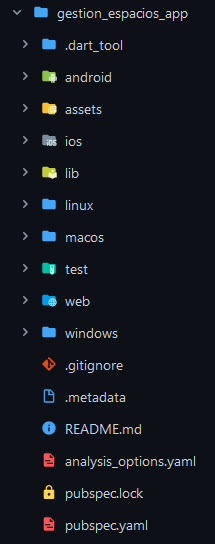 gestion_espacios_app
.dart_tool
android
assets
iOS
ios
lib
linux
macos
test
web
windows
.gitignore
.metadata
README.md
analysis_options.yaml
pubspec.lock
pubspec.yaml